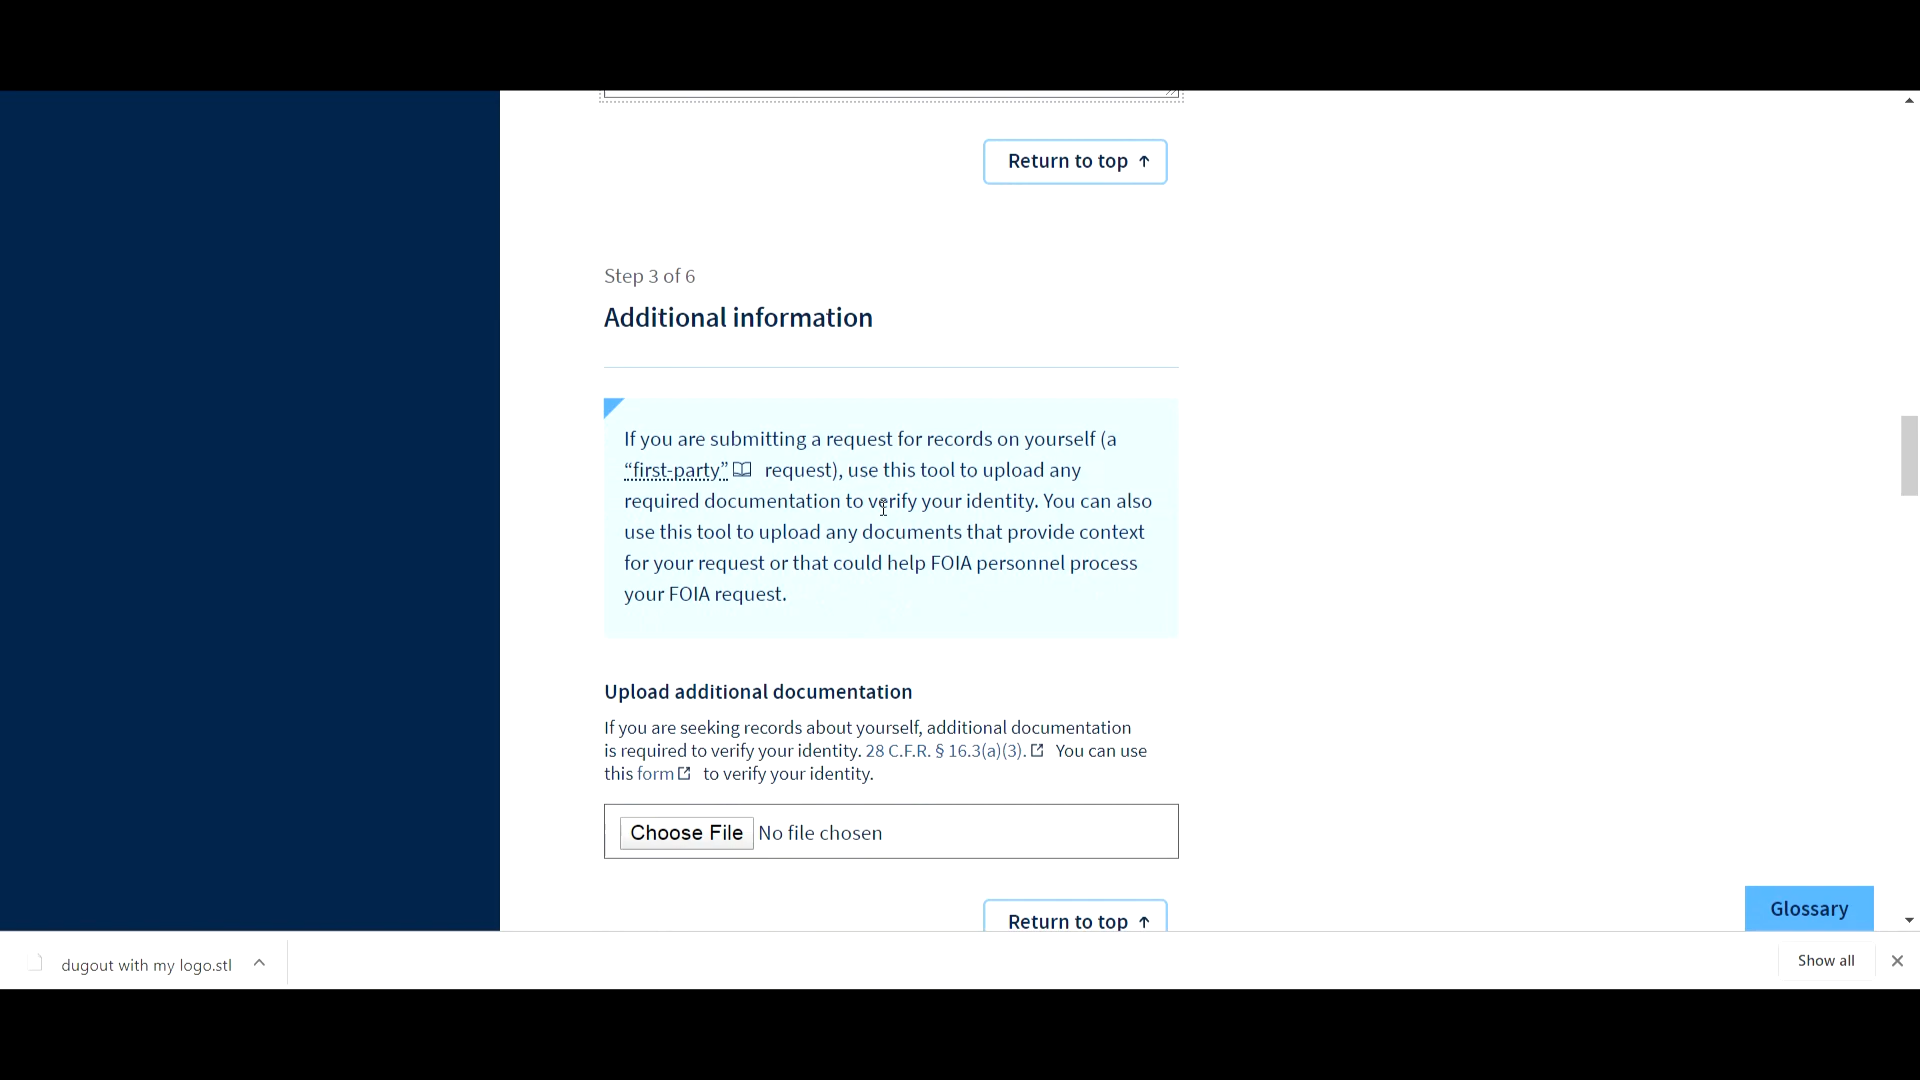 Return to top ↑
Step 3 of 6
Additional information
If you are submitting a request for records on yourself (a
“first-party” request), use this tool to upload any
required documentation to verify your identity. You can also
use this tool to upload any documents that provide context
for your request or that could help FOIA personnel process
your FOIA request.
Upload additional documentation
If you are seeking records about yourself, additional documentation
is required to verify your identity. 28 C.F.R. § 16.3(a)(3). You can use
this form to verify your identity.
Choose File No file chosen
Return to top ↑
Glossary
dugout with my logo.stl
Show all